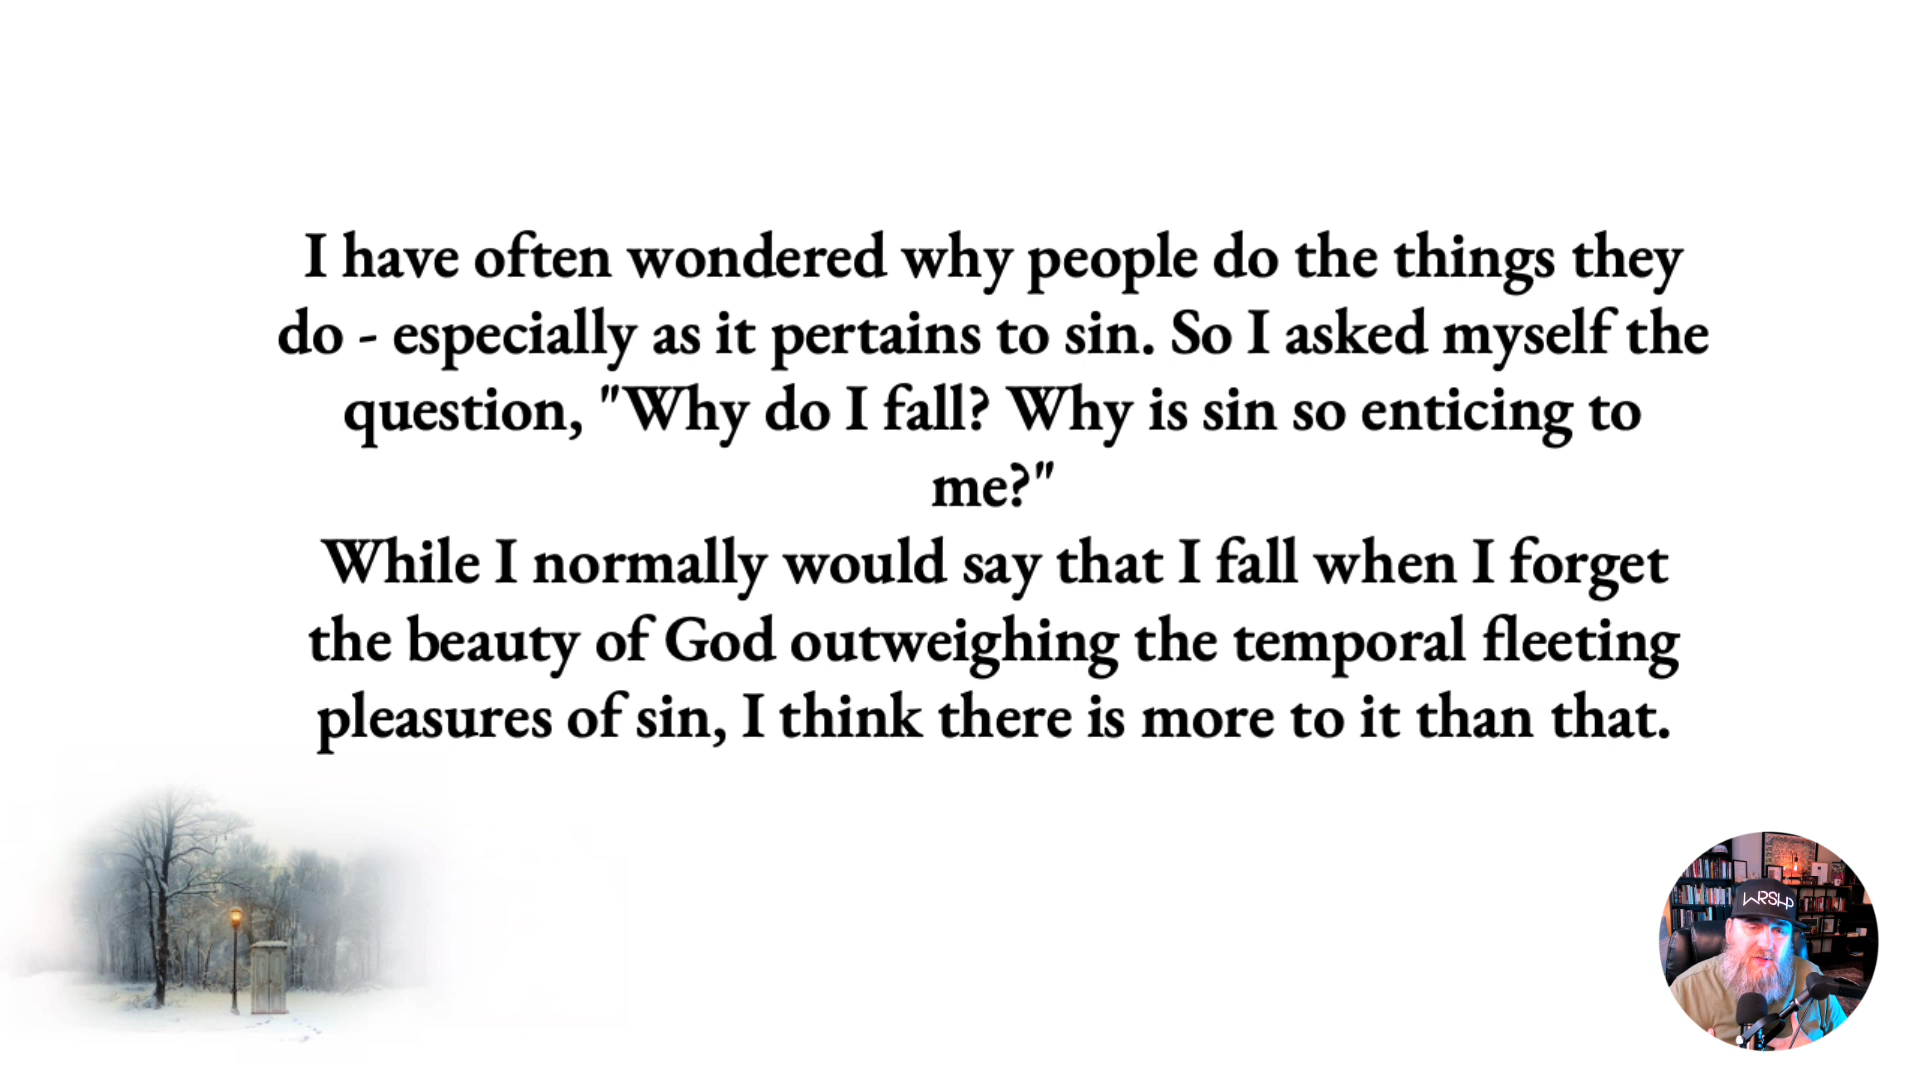 I have often wondered why people do the things they
do - especially as it pertains to sin. So I asked myself the
question, "Why do I fall? Why is sin so enticing to
me?"
While I normally would say that I fall when I forget
the beauty of God outweighing the temporal fleeting
pleasures of sin, I think there is more to it than that.
WRSHP